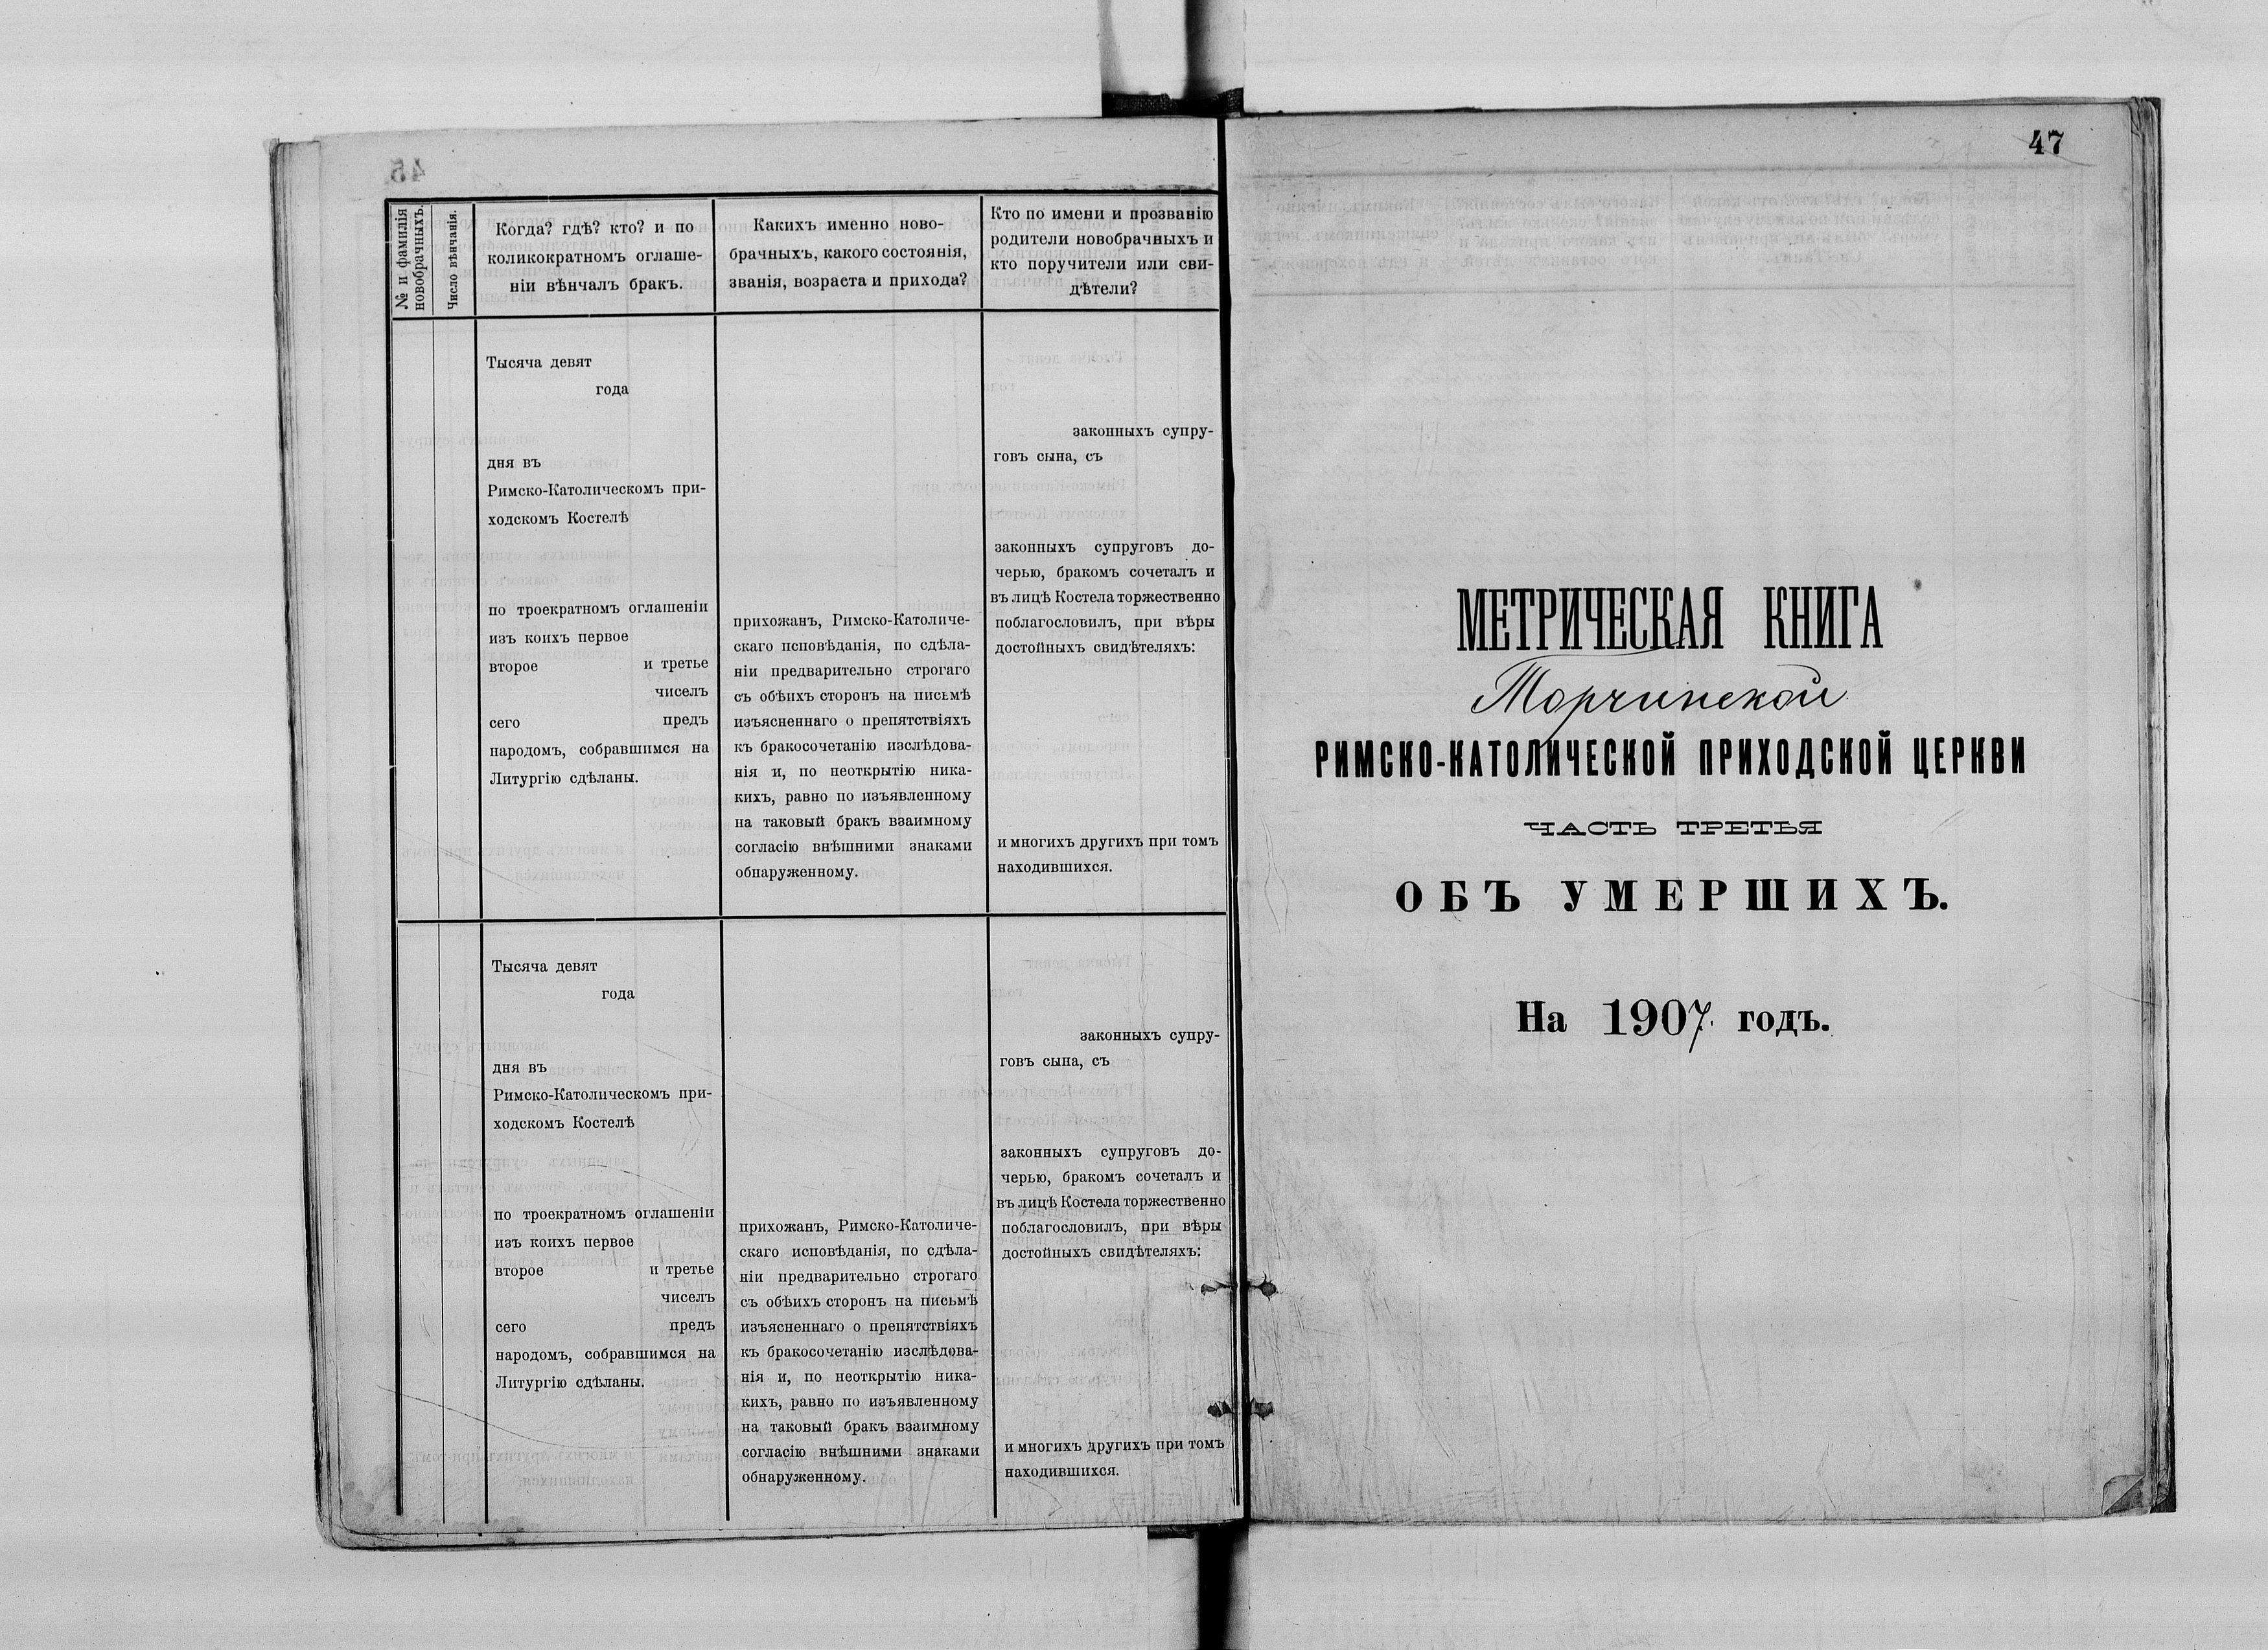 № и фамилія
новобрачныхъ.
Число вѣнчанія.
Когда? гдѣ? кто? и по
коликократномъ оглаше-
ніи вѣнчалъ бракъ.
Какихъ именно ново-
брачныхъ, какого состоянія,
званія, возраста и прихода?
Кто по имени и прозванію
родители новобрачныхъ и
кто поручители или сви-
дѣтели?
Тысяча девят
года
дня въ
Римско-Католическомъ при-
ходскомъ Костелѣ
по троекратномъ оглашеніи
изъ коихъ первое
второе и третье
чиселъ
сего предъ
народомъ, собравшимся на
Литургію сдѣланы.
прихожанъ, Римско-Католиче-
скаго исповѣданія, по сдѣла-
ніи предварительно строгаго
съ обѣихъ сторонъ на письмѣ
изъясненнаго о препятствіяхъ
къ бракосочетанію изслѣдова-
нія и, по неоткрытію ника-
кихъ, равно по изъявленному
на таковый бракъ взаимному
согласію внѣшними знаками
обнаруженному.
законныхъ супру-
говъ сына, съ
законныхъ супруговъ до-
черью, бракомъ сочеталъ и
въ лицѣ Костела торжественно
поблагословилъ, при вѣры
достойныхъ свидѣтеляхъ:
и многихъ другихъ при томъ
находившихся.
Тысяча девят
года
дня въ
Римско-Католическомъ при-
ходскомъ Костелѣ
по троекратномъ оглашеніи
изъ коихъ первое
второе и третье
чиселъ
сего предъ
народомъ, собравшимся на
Литургію сдѣланы.
прихожанъ, Римско-Католиче-
скаго исповѣданія, по сдѣла-
ніи предварительно строгаго
съ обѣихъ сторонъ на письмѣ
изъясненнаго о препятствіяхъ
къ бракосочетанію изслѣдова-
нія и, по неоткрытію ника-
кихъ, равно по изъявленному
на таковый бракъ взаимному
согласію внѣшними знаками
обнаруженному.
законныхъ супру-
говъ сына, съ
законныхъ супруговъ до-
черью, бракомъ сочеталъ и
въ лицѣ Костела торжественно
поблагословилъ, при вѣры
достойныхъ свидѣтеляхъ:
и многихъ другихъ при томъ
находившихся.
47
МЕТРИЧЕСКАЯ КНИГА
Торчинской
РИМСКО-КАТОЛИЧЕСКОЙ ПРИХОДСКОЙ ЦЕРКВИ
ЧАСТЬ ТРЕТЬЯ
ОБЪ УМЕРШИХЪ.
На 1907 годъ.